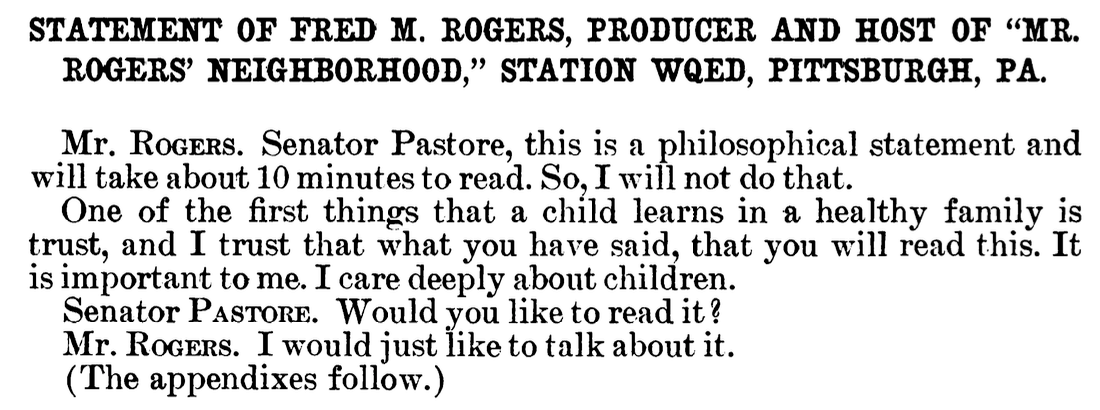 STATEMENT OF FRED M. ROGERS, PRODUCER AND HOST OF “MR.
ROGERS’ NEIGHBORHOOD,” STATION WQED, PITTSBURGH, PA.
Mr. ROGERS. Senator Pastore, this is a philosophical statement and
will take about 10 minutes to read. So, I will not do that.
One of the first things that a child learns in a healthy family is
trust, and I trust that what you have said, that you will read this. It
is important to me. I care deeply about children.
Senator PASTORE. Would you like to read it?
Mr. ROGERS. I would just like to talk about it.
(The appendixes follow.)